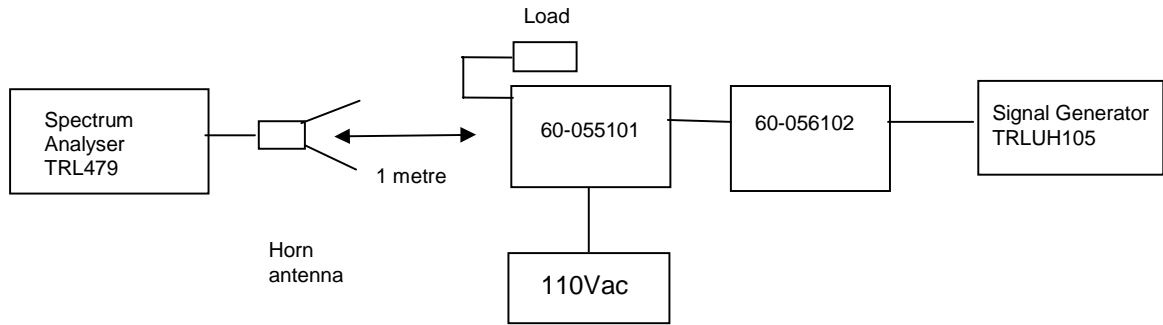 Load
Spectrum
Analyser
TRL479
60-055101
60-056102
Signal Generator
TRLUH105
1 metre
Horn
antenna
110Vac